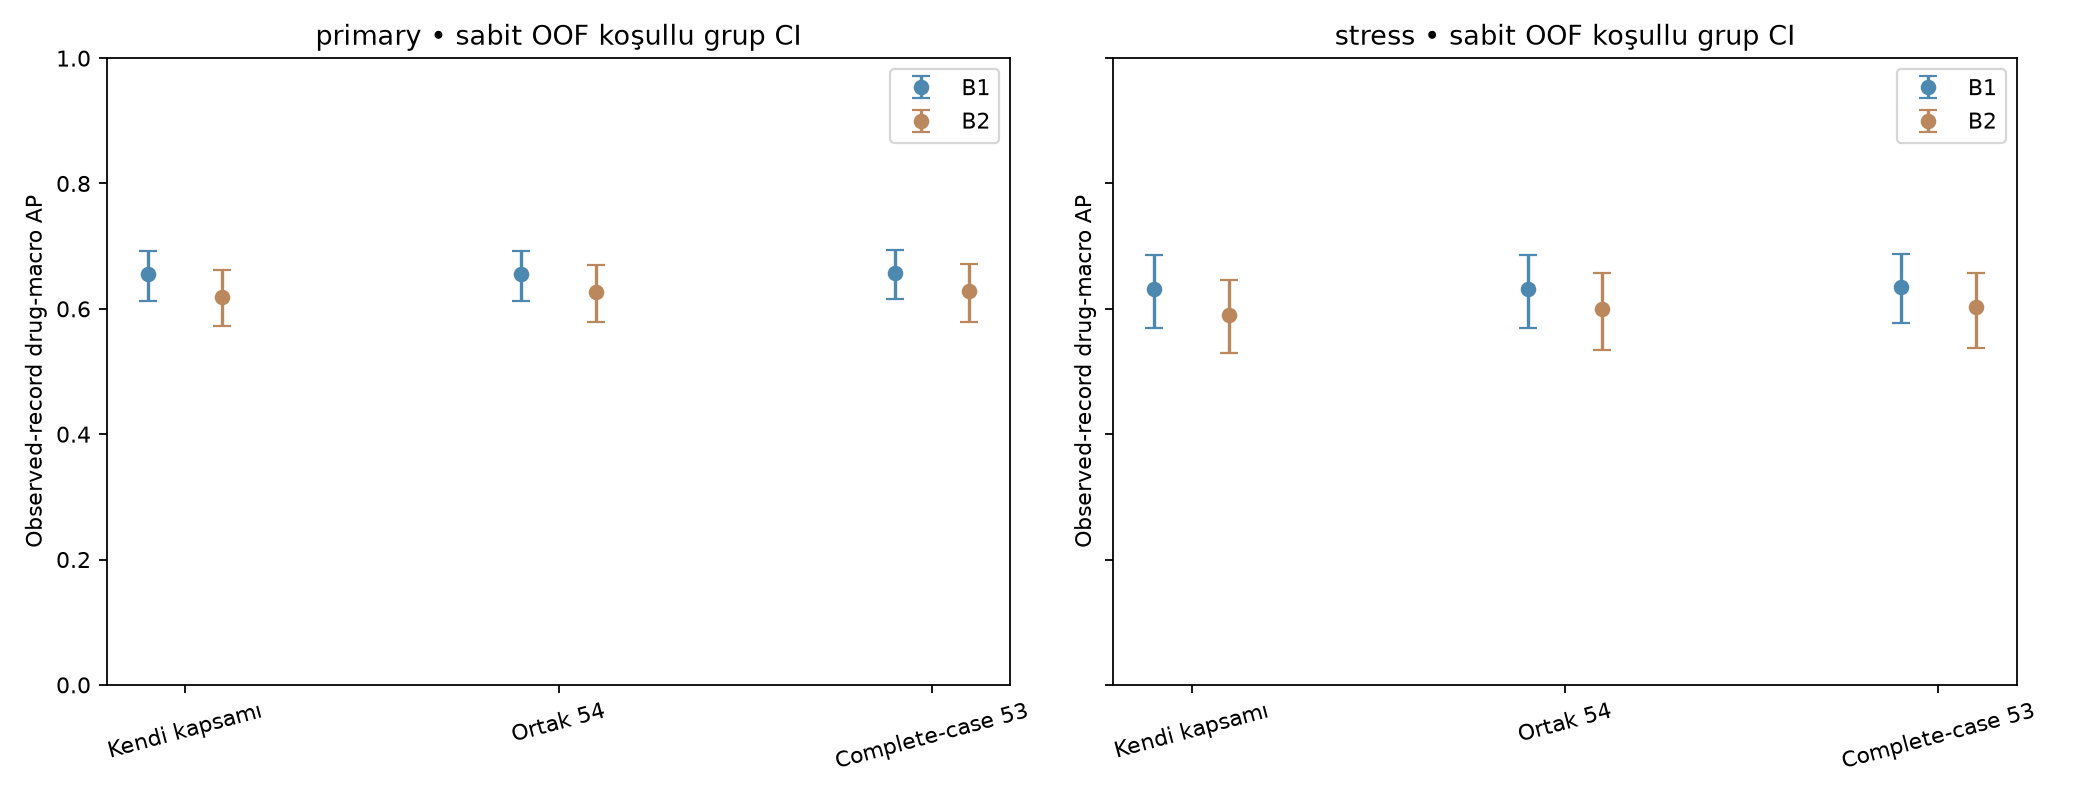 primary • sabit OOF koşullu grup CI
Observed-record drug-macro AP
1.0
0.8
0.6
0.4
0.2
0.0
B1
B2
Kendi kapsamı
Ortak 54
Complete-case 53
stress • sabit OOF koşullu grup CI
Observed-record drug-macro AP
B1
B2
Kendi kapsamı
Ortak 54
Complete-case 53